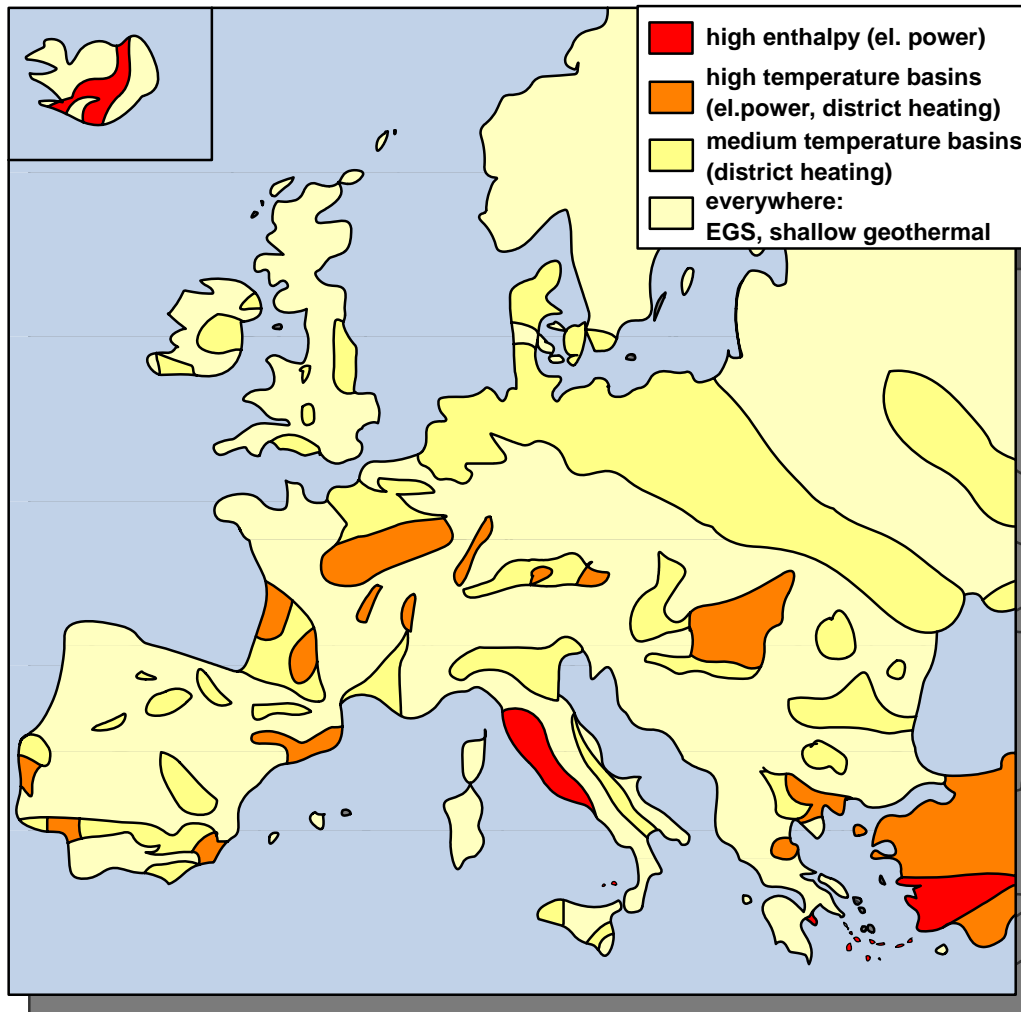 high enthalpy (el. power)
high temperature basins
(el.power, district heating)
medium temperature basins
(district heating)
everywhere:
EGS, shallow geothermal